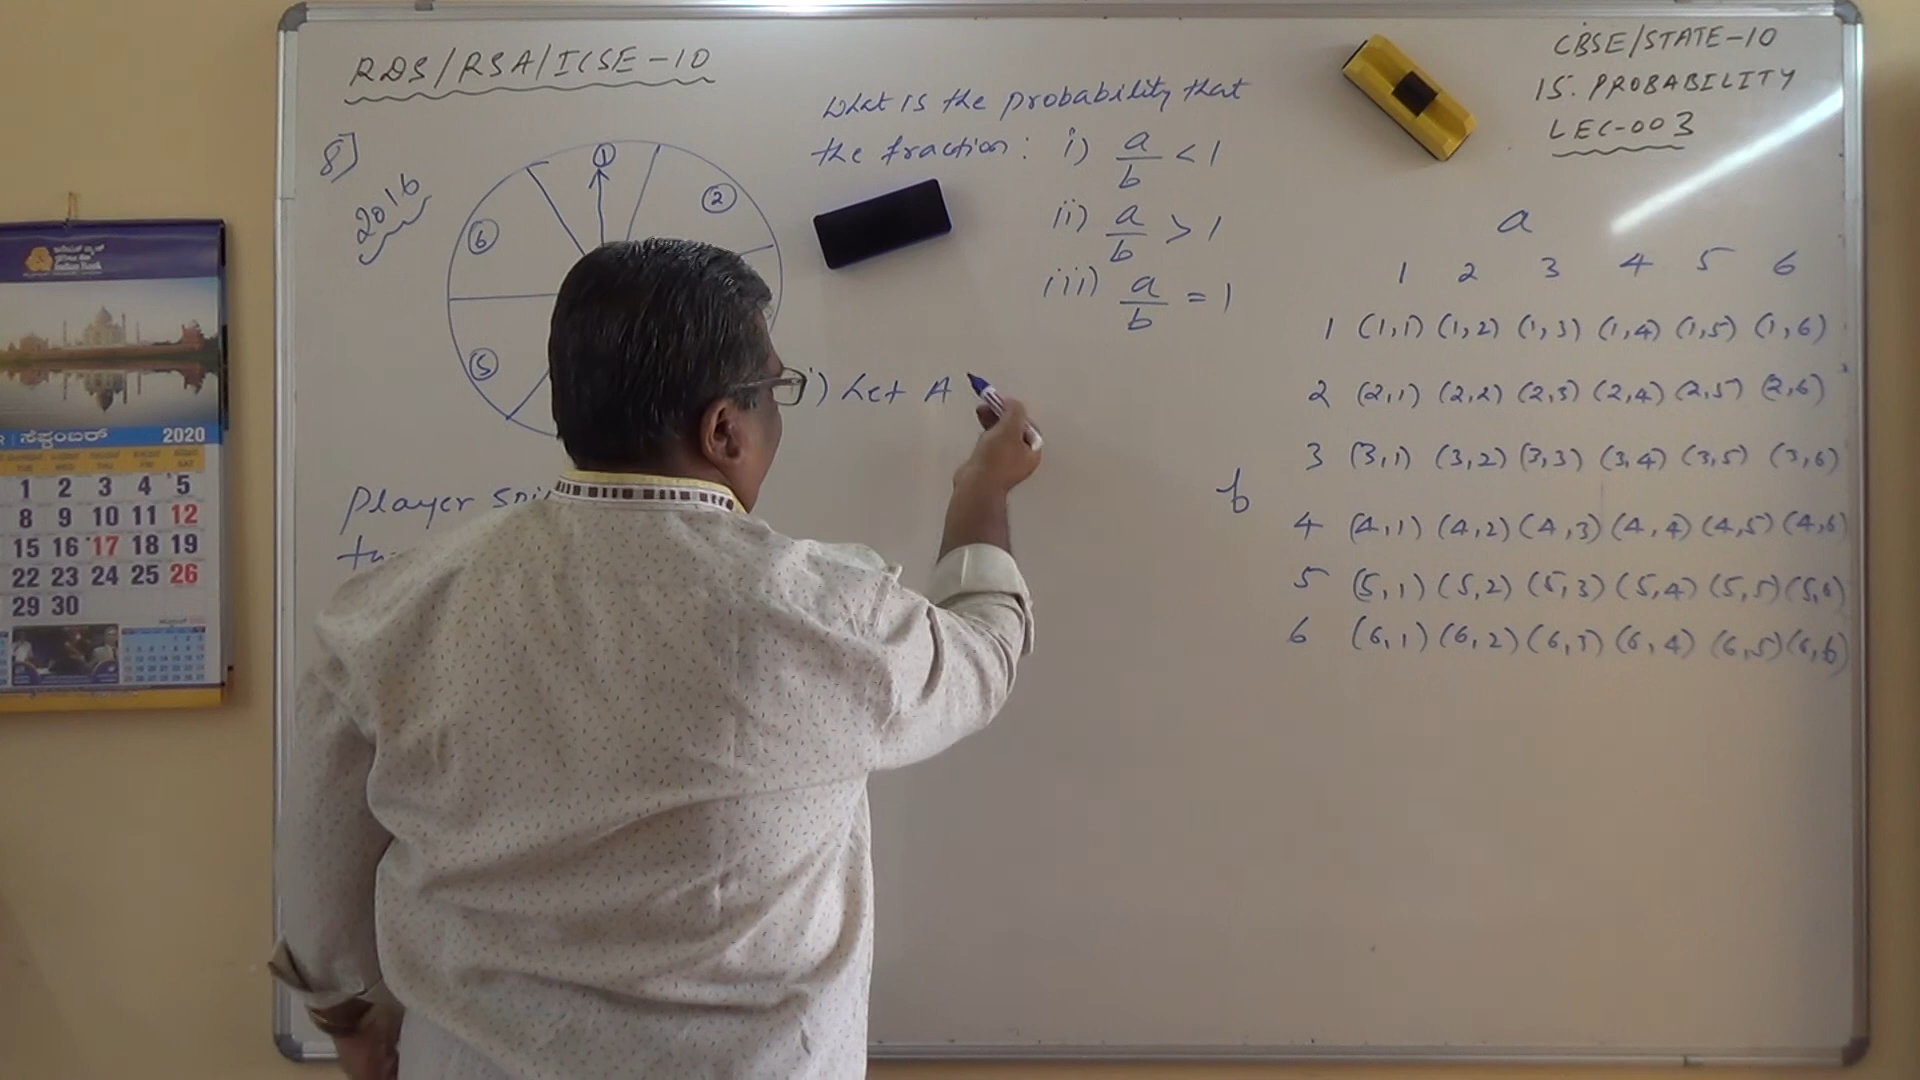 RDS/RSA/ICSE-10
CBSE/STATE-10
15. PROBABILITY
LEC-003
8]
2016
1
2
6
5
What is the probability that
the fraction: i) a/b < 1
ii) a/b > 1
iii) a/b = 1
i) Let A
Player
a
1 2 3 4 5 6
1 (1,1) (1,2) (1,3) (1,4) (1,5) (1,6)
2 (2,1) (2,2) (2,3) (2,4) (2,5) (2,6)
3 (3,1) (3,2) (3,3) (3,4) (3,5) (3,6)
b
4 (4,1) (4,2) (4,3) (4,4) (4,5) (4,6)
5 (5,1) (5,2) (5,3) (5,4) (5,5) (5,6)
6 (6,1) (6,2) (6,3) (6,4) (6,5) (6,6)
Indian Bank
ಸೆಪ್ಟಂಬರ್ 2020
TUE WED THU FRI SAT
1 2 3 4 5
8 9 10 11 12
15 16 17 18 19
22 23 24 25 26
29 30